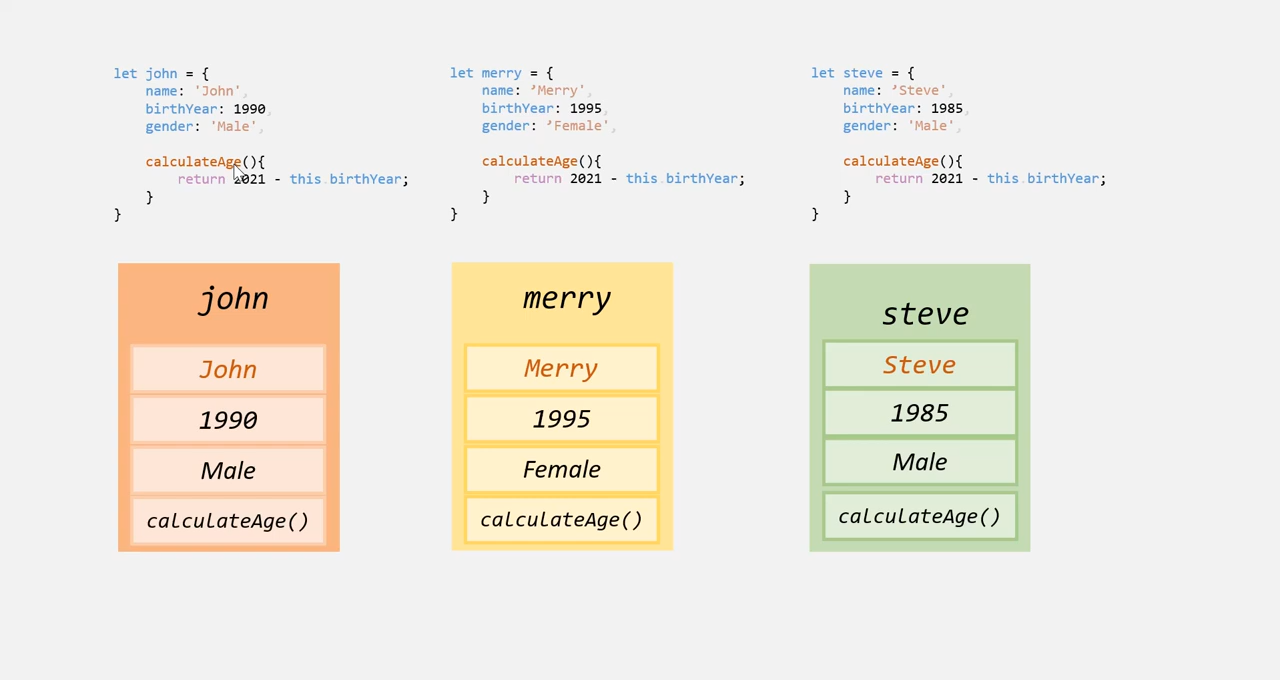 let john = {
name: 'John',
birthYear: 1990,
gender: 'Male',
calculateAge(){
return 2021 - this.birthYear;
}
}
let merry = {
name: ’Merry',
birthYear: 1995,
gender: ’Female',
calculateAge(){
return 2021 - this.birthYear;
}
}
let steve = {
name: ’Steve',
birthYear: 1985,
gender: 'Male',
calculateAge(){
return 2021 - this.birthYear;
}
}
john
John
1990
Male
calculateAge()
merry
Merry
1995
Female
calculateAge()
steve
Steve
1985
Male
calculateAge()